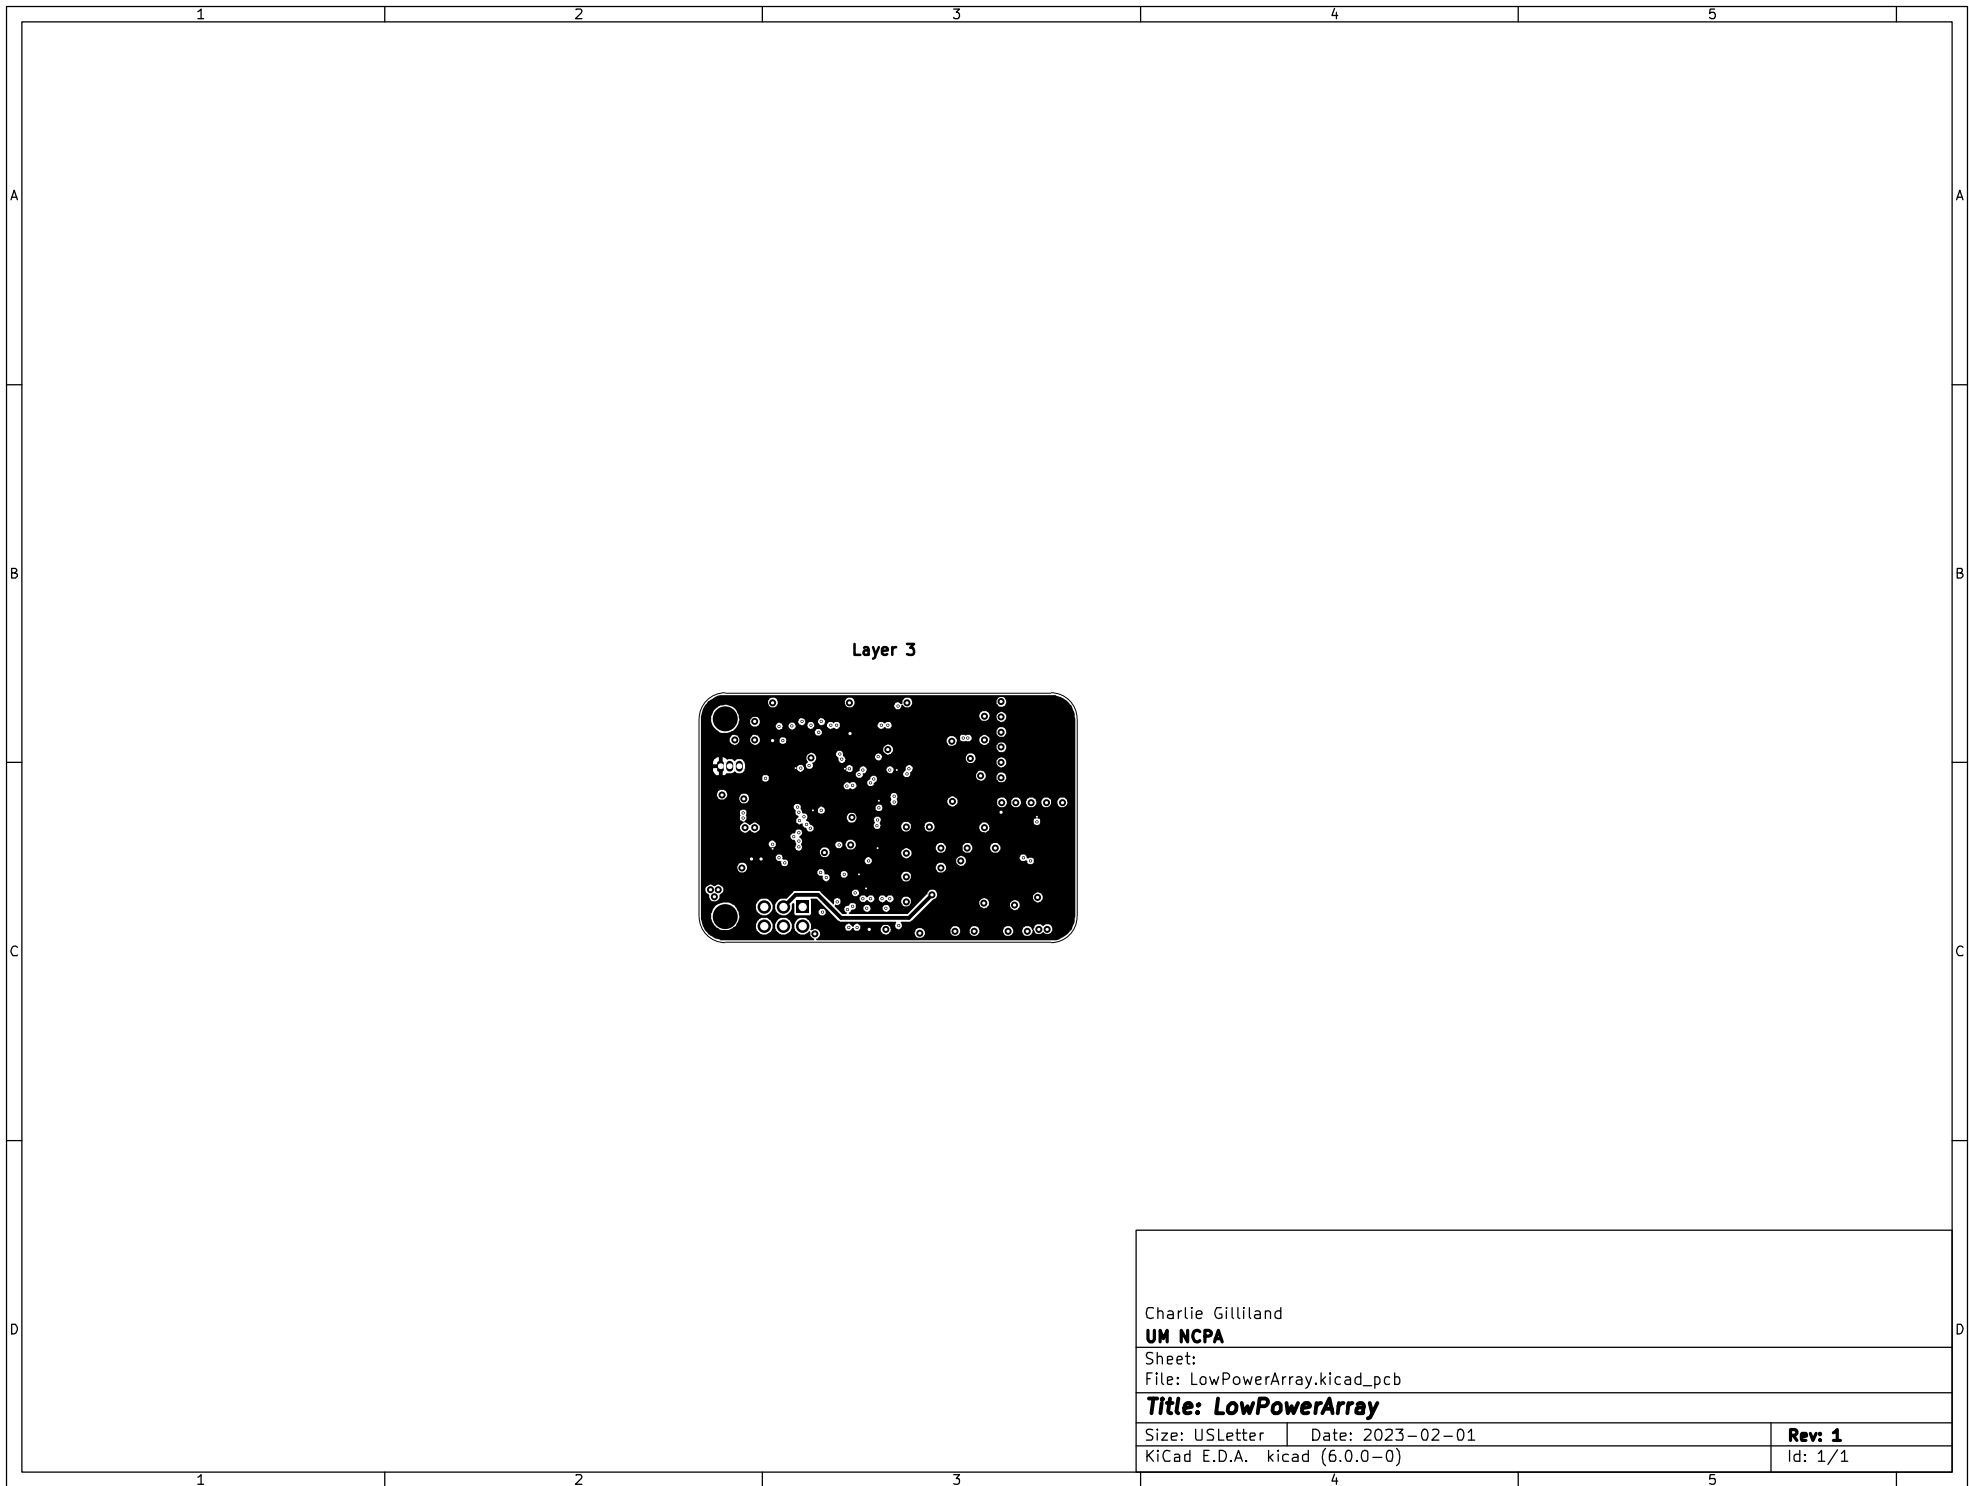 1 2 3 4 5
A A
B B
Layer 3
C C
Charlie Gilliland
D D
UM NCPA
Sheet:
File: LowPowerArray.kicad_pcb
Title: LowPowerArray
Size: USLetter Date: 2023-02-01 Rev: 1
KiCad E.D.A. kicad (6.0.0-0) Id: 1/1
1 2 3 4 5